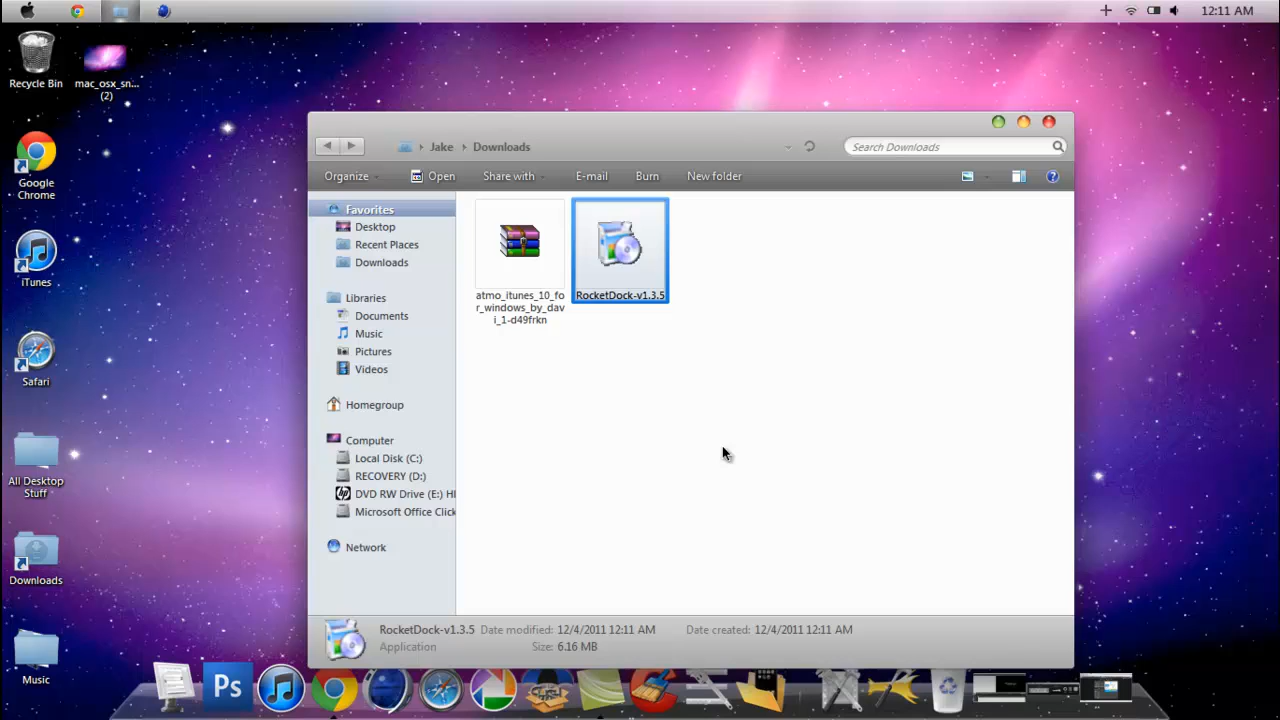 12:11 AM
Recycle Bin
mac_osx_sn...
(2)
Google
Chrome
iTunes
Safari
All Desktop
Stuff
Downloads
Music
Jake
Downloads
Search Downloads
Organize
Open
Share with
E-mail
Burn
New folder
Favorites
Desktop
Recent Places
Downloads
Libraries
Documents
Music
Pictures
Videos
Homegroup
Computer
Local Disk (C:)
RECOVERY (D:)
DVD RW Drive (E:) HI
Microsoft Office Click
Network
atmo_itunes_10_fo
r_windows_by_dav
i_1-d49frkn
RocketDock-v1.3.5
RocketDock-v1.3.5 Date modified: 12/4/2011 12:11 AM Date created: 12/4/2011 12:11 AM
Application Size: 6.16 MB
Ps